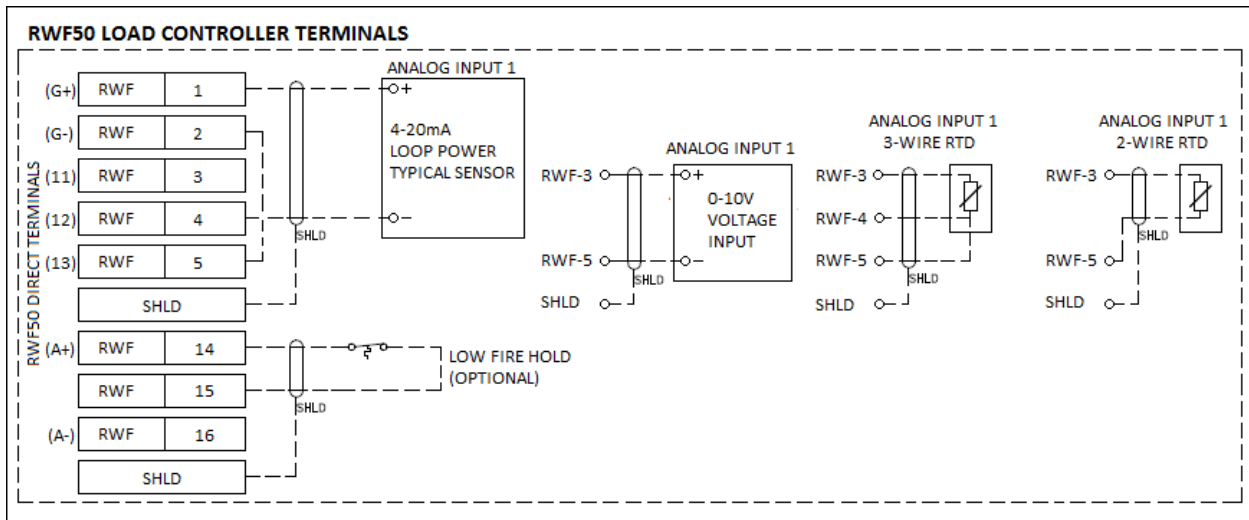 RWF50 LOAD CONTROLLER TERMINALS
RWF50 DIRECT TERMINALS
(G+) RWF 1
(G-) RWF 2
(11) RWF 3
(12) RWF 4
(13) RWF 5
SHLD
(A+) RWF 14
RWF 15
(A-) RWF 16
SHLD
ANALOG INPUT 1
+
4-20mA
LOOP POWER
TYPICAL SENSOR
-
SHLD
LOW FIRE HOLD
(OPTIONAL)
SHLD
ANALOG INPUT 1
RWF-3 +
0-10V
VOLTAGE
INPUT
RWF-5 -
SHLD
SHLD
ANALOG INPUT 1
3-WIRE RTD
RWF-3
RWF-4
RWF-5
SHLD
SHLD
ANALOG INPUT 1
2-WIRE RTD
RWF-3
SHLD
RWF-5
SHLD